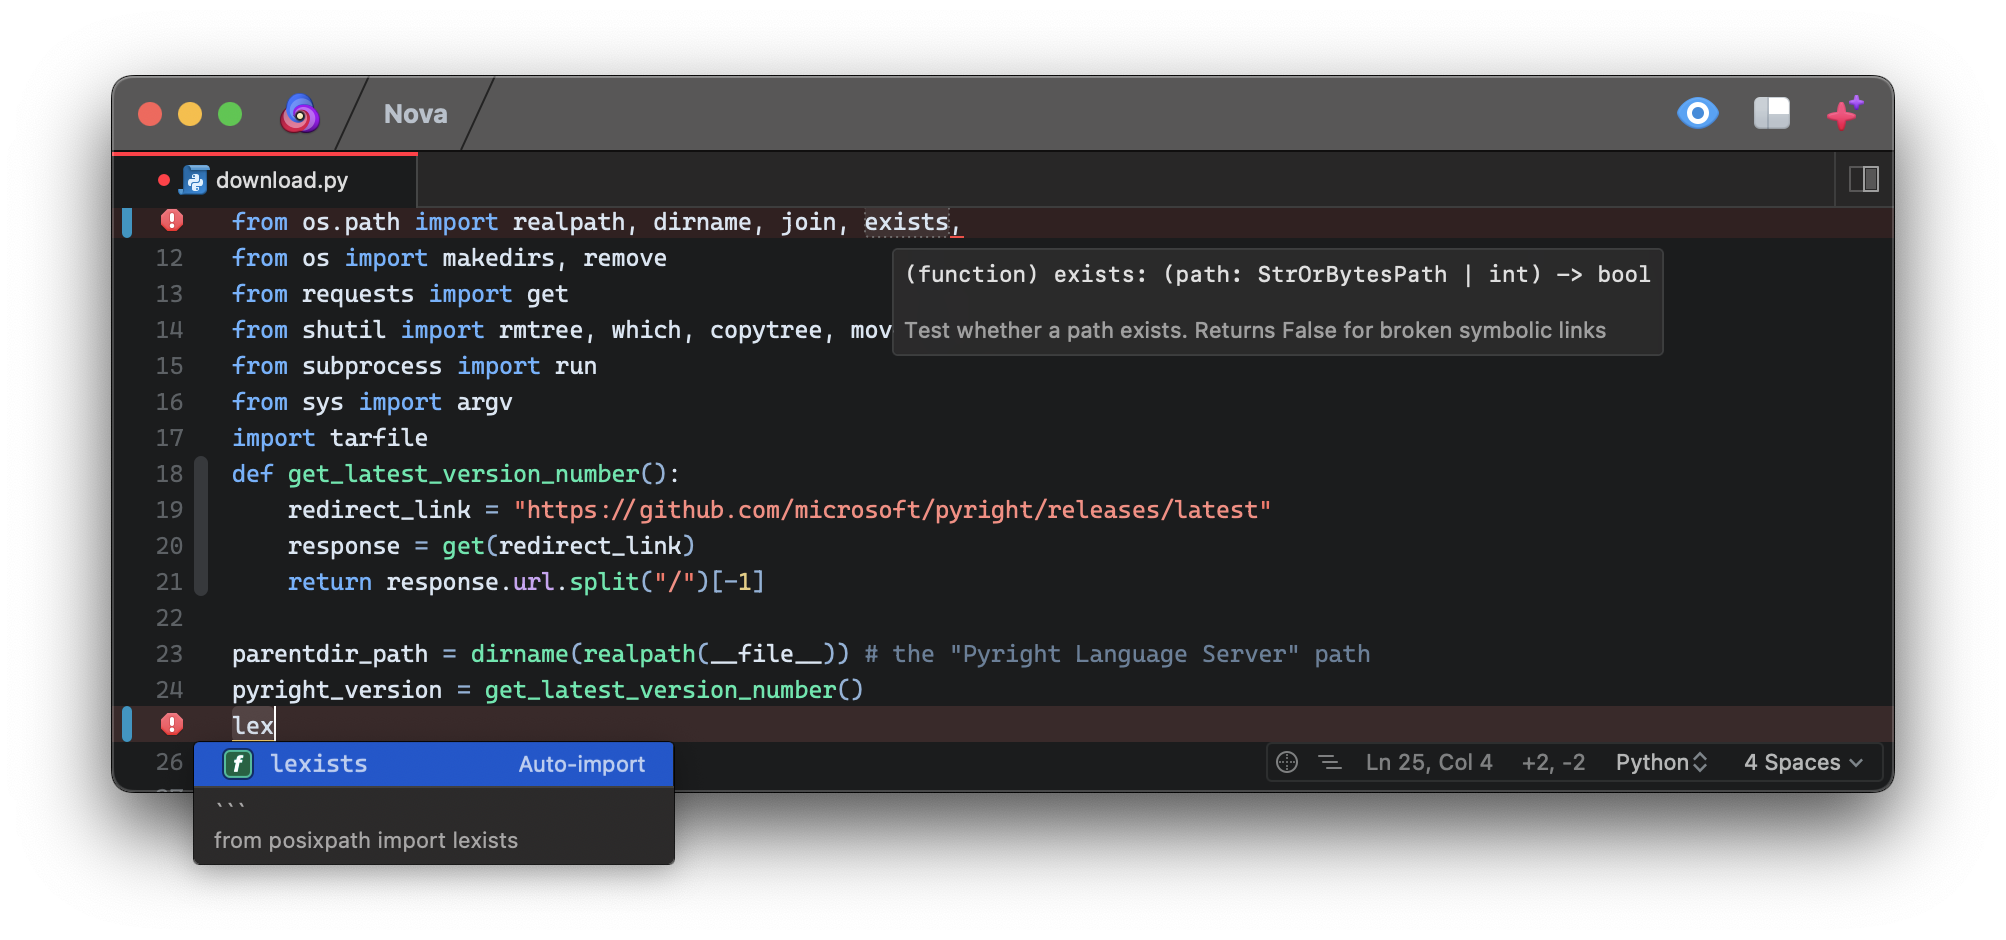 Nova
download.py
from os.path import realpath, dirname, join, exists,
12 from os import makedirs, remove
(function) exists: (path: StrOrBytesPath | int) -> bool
13 from requests import get
14 from shutil import rmtree, which, copytree, mov
Test whether a path exists. Returns False for broken symbolic links
15 from subprocess import run
16 from sys import argv
17 import tarfile
18 def get_latest_version_number():
19 redirect_link = "https://github.com/microsoft/pyright/releases/latest"
20 response = get(redirect_link)
21 return response.url.split("/")[-1]
22
23 parentdir_path = dirname(realpath(__file__)) # the "Pyright Language Server" path
24 pyright_version = get_latest_version_number()
lex
26
f lexists Auto-import
Ln 25, Col 4 +2, -2 Python 4 Spaces
```
from posixpath import lexists